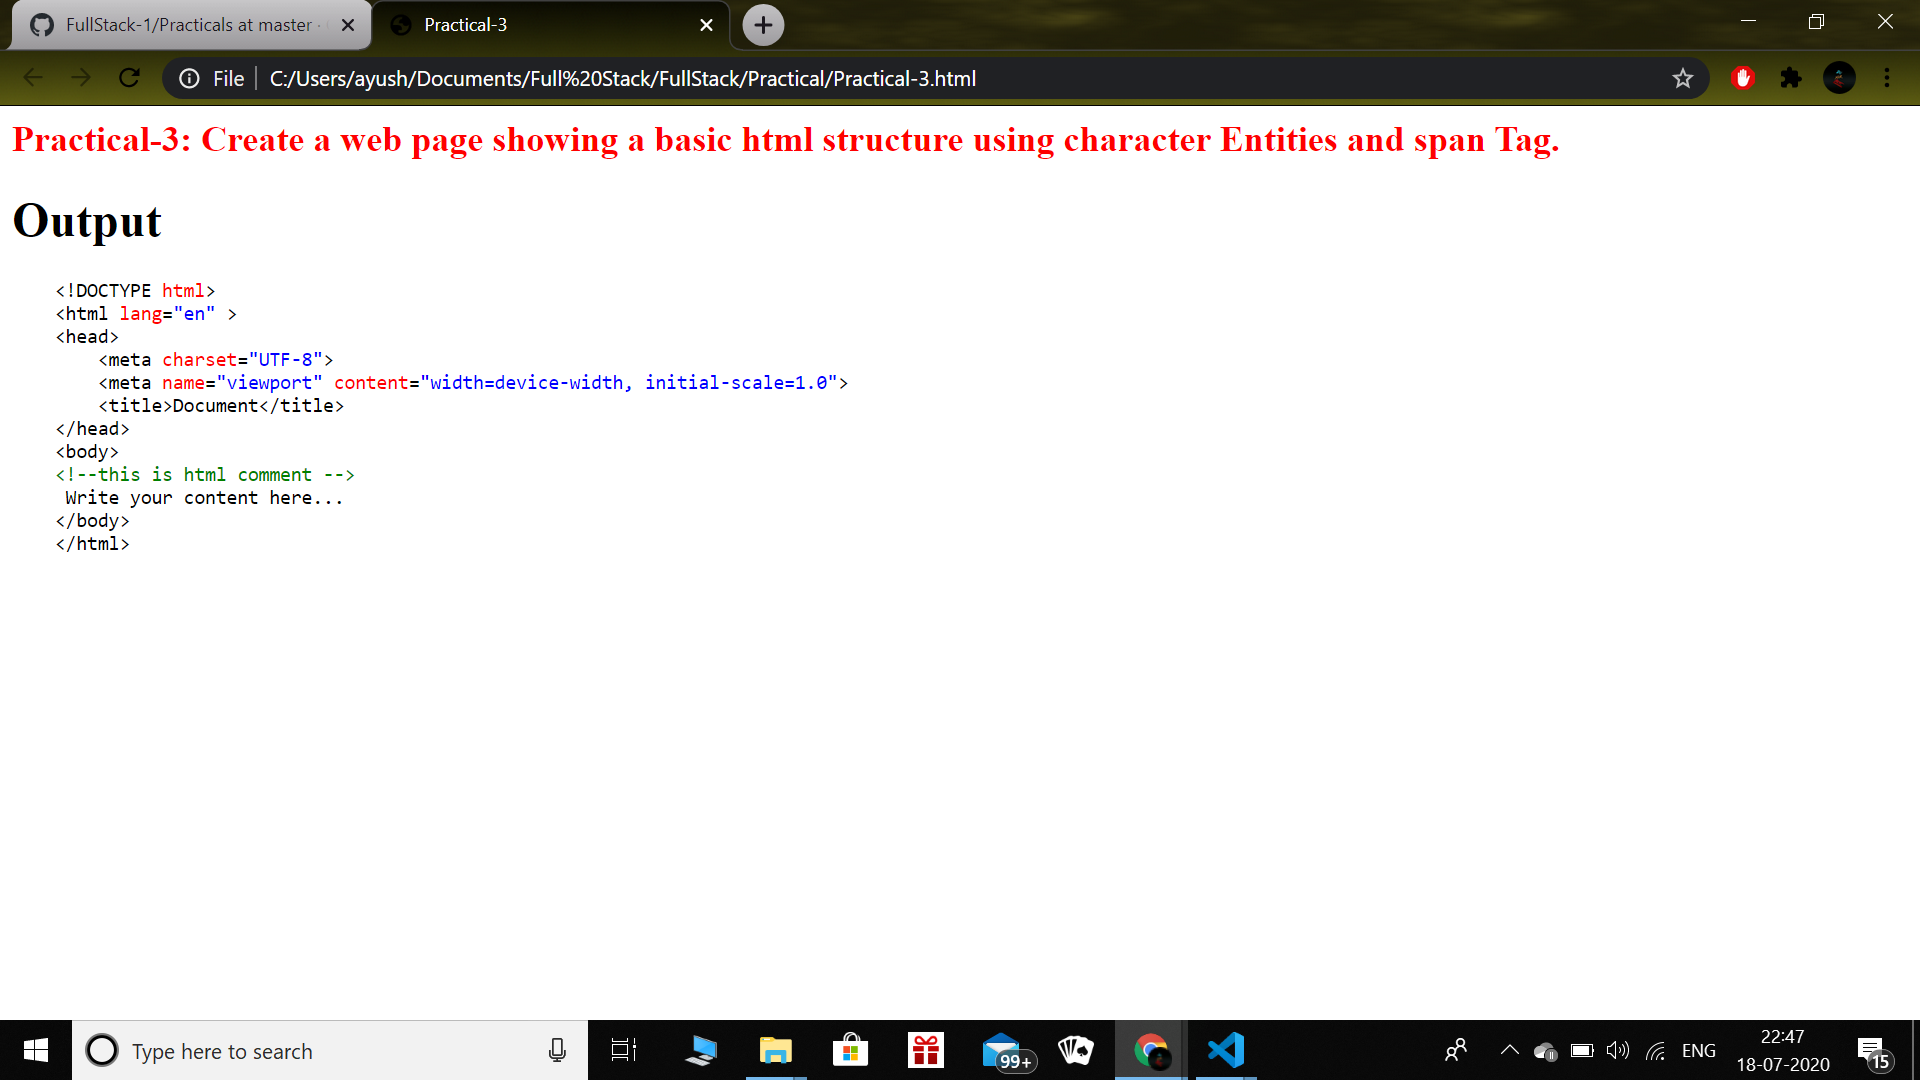 FullStack-1/Practicals at master ·
Practical-3
File
C:/Users/ayush/Documents/Full%20Stack/FullStack/Practical/Practical-3.html
Practical-3: Create a web page showing a basic html structure using character Entities and span Tag.
Output
<!DOCTYPE html>
<html lang="en" >
<head>
    <meta charset="UTF-8">
    <meta name="viewport" content="width=device-width, initial-scale=1.0">
    <title>Document</title>
</head>
<body>
<!--this is html comment -->
 Write your content here...
</body>
</html>
Type here to search
99+
ENG
22:47
18-07-2020
15